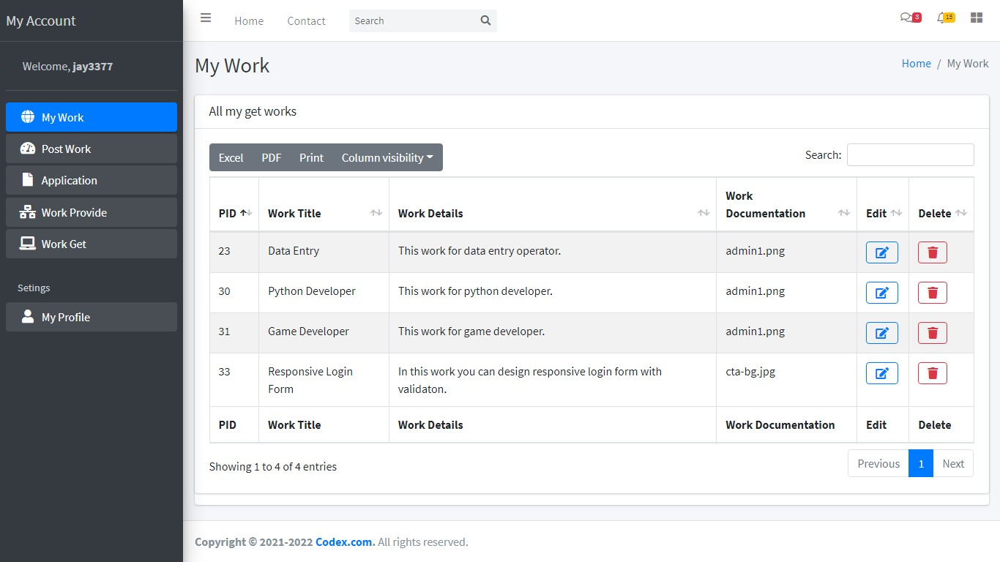 My Account
Home
Contact
Search
3
15
Welcome, jay3377
My Work
Post Work
Application
Work Provide
Work Get
Setings
My Profile
My Work
Home / My Work
All my get works
Excel PDF Print Column visibility
Search:
PID Work Title Work Details Work Documentation Edit Delete
23 Data Entry This work for data entry operator. admin1.png
30 Python Developer This work for python developer. admin1.png
31 Game Developer This work for game developer. admin1.png
33 Responsive Login Form In this work you can design responsive login form with validaton. cta-bg.jpg
PID Work Title Work Details Work Documentation Edit Delete
Showing 1 to 4 of 4 entries
Previous 1 Next
Copyright © 2021-2022 Codex.com. All rights reserved.